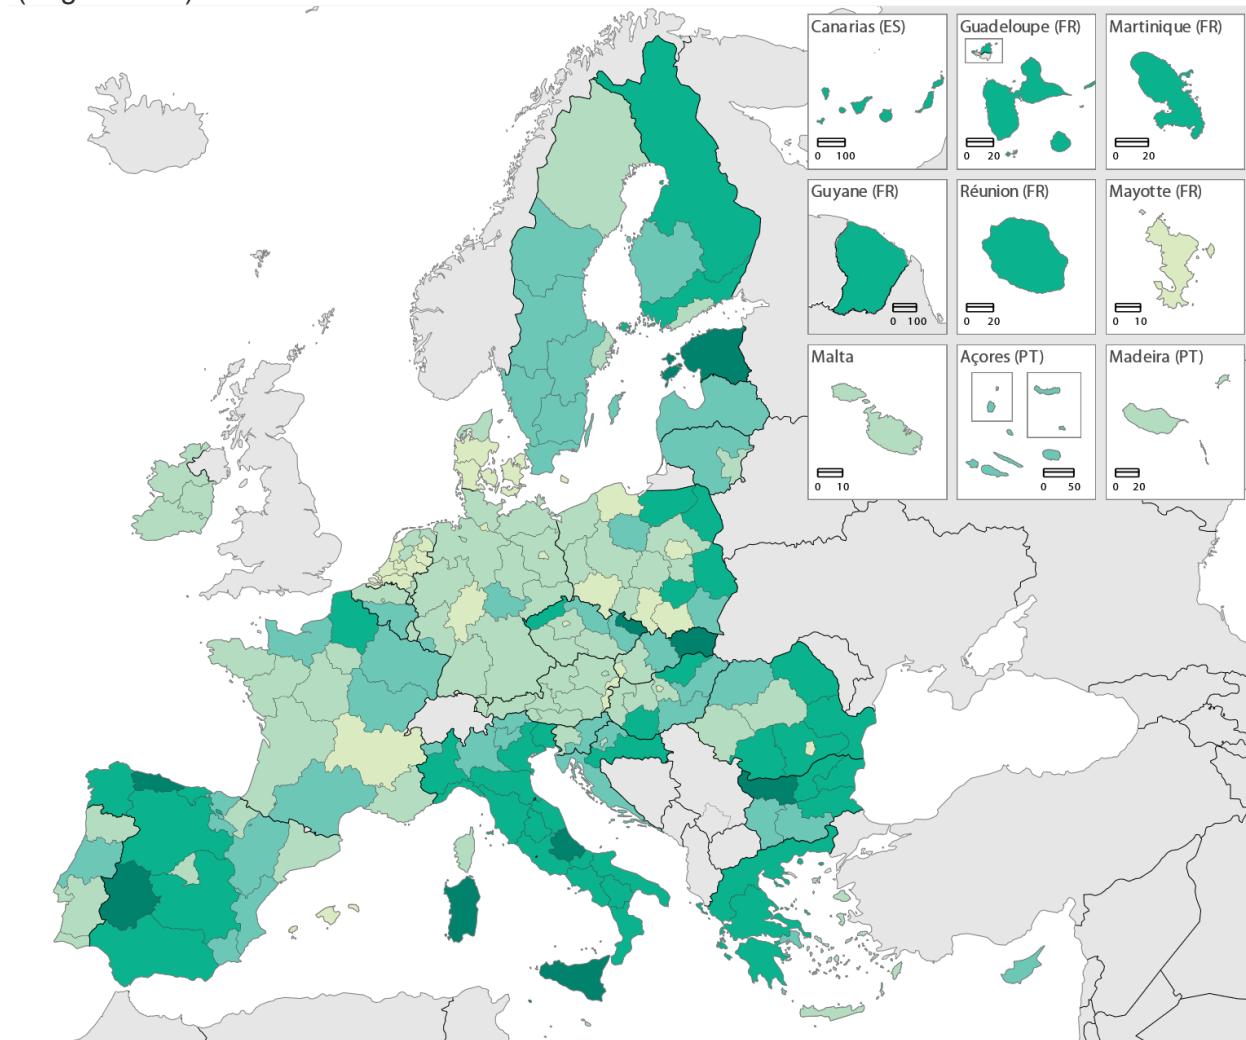 Canarias (ES)
0 100
Guadeloupe (FR)
0 20
Martinique (FR)
0 20
Guyane (FR)
0 100
Réunion (FR)
0 20
Mayotte (FR)
0 10
Malta
0 10
Açores (PT)
0 50
Madeira (PT)
0 20